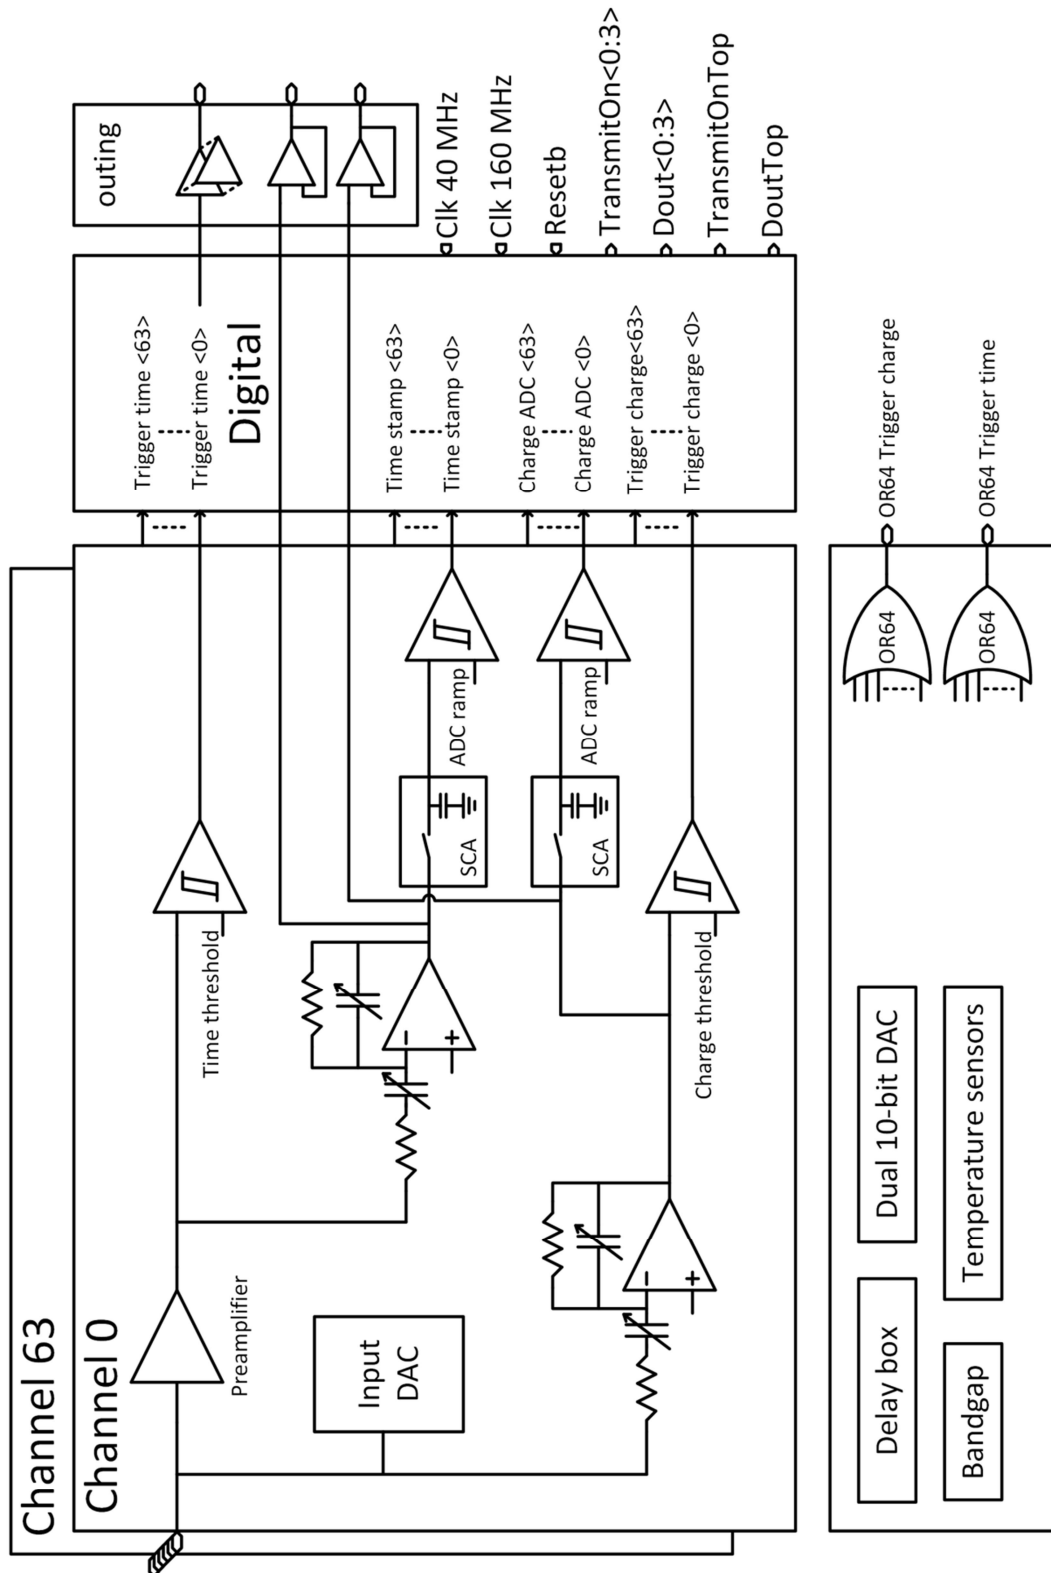 Channel 63
Channel 0
Preamplifier
Input
DAC
Time threshold
Charge threshold
SCA
ADC ramp
SCA
ADC ramp
Trigger time <63>
Trigger time <0>
Digital
Time stamp <63>
Time stamp <0>
Charge ADC <63>
Charge ADC <0>
Trigger charge<63>
Trigger charge <0>
outing
Clk 40 MHz
Clk 160 MHz
Resetb
TransmitOn<0:3>
Dout<0:3>
TransmitOnTop
DoutTop
Delay box
Dual 10-bit DAC
Bandgap
Temperature sensors
OR64
OR64 Trigger charge
OR64
OR64 Trigger time